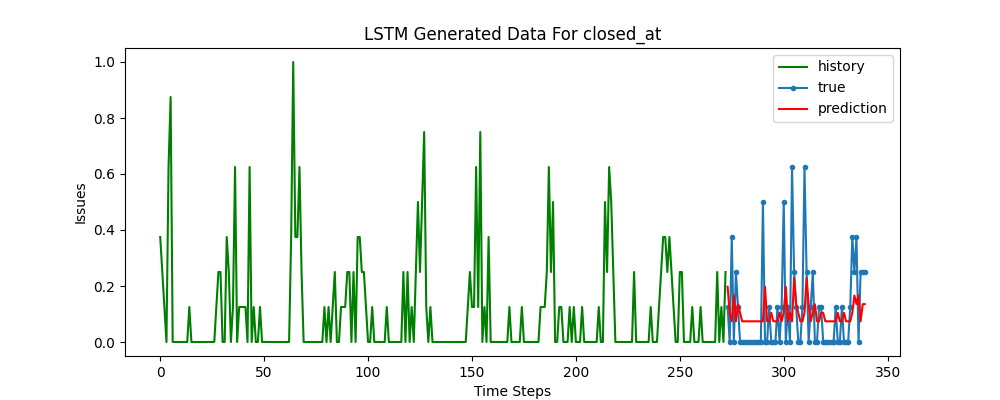 LSTM Generated Data For closed_at
history
true
prediction
1.0
0.8
0.6
0.4
0.2
0.0
Issues
0
50
100
150
200
250
300
350
Time Steps